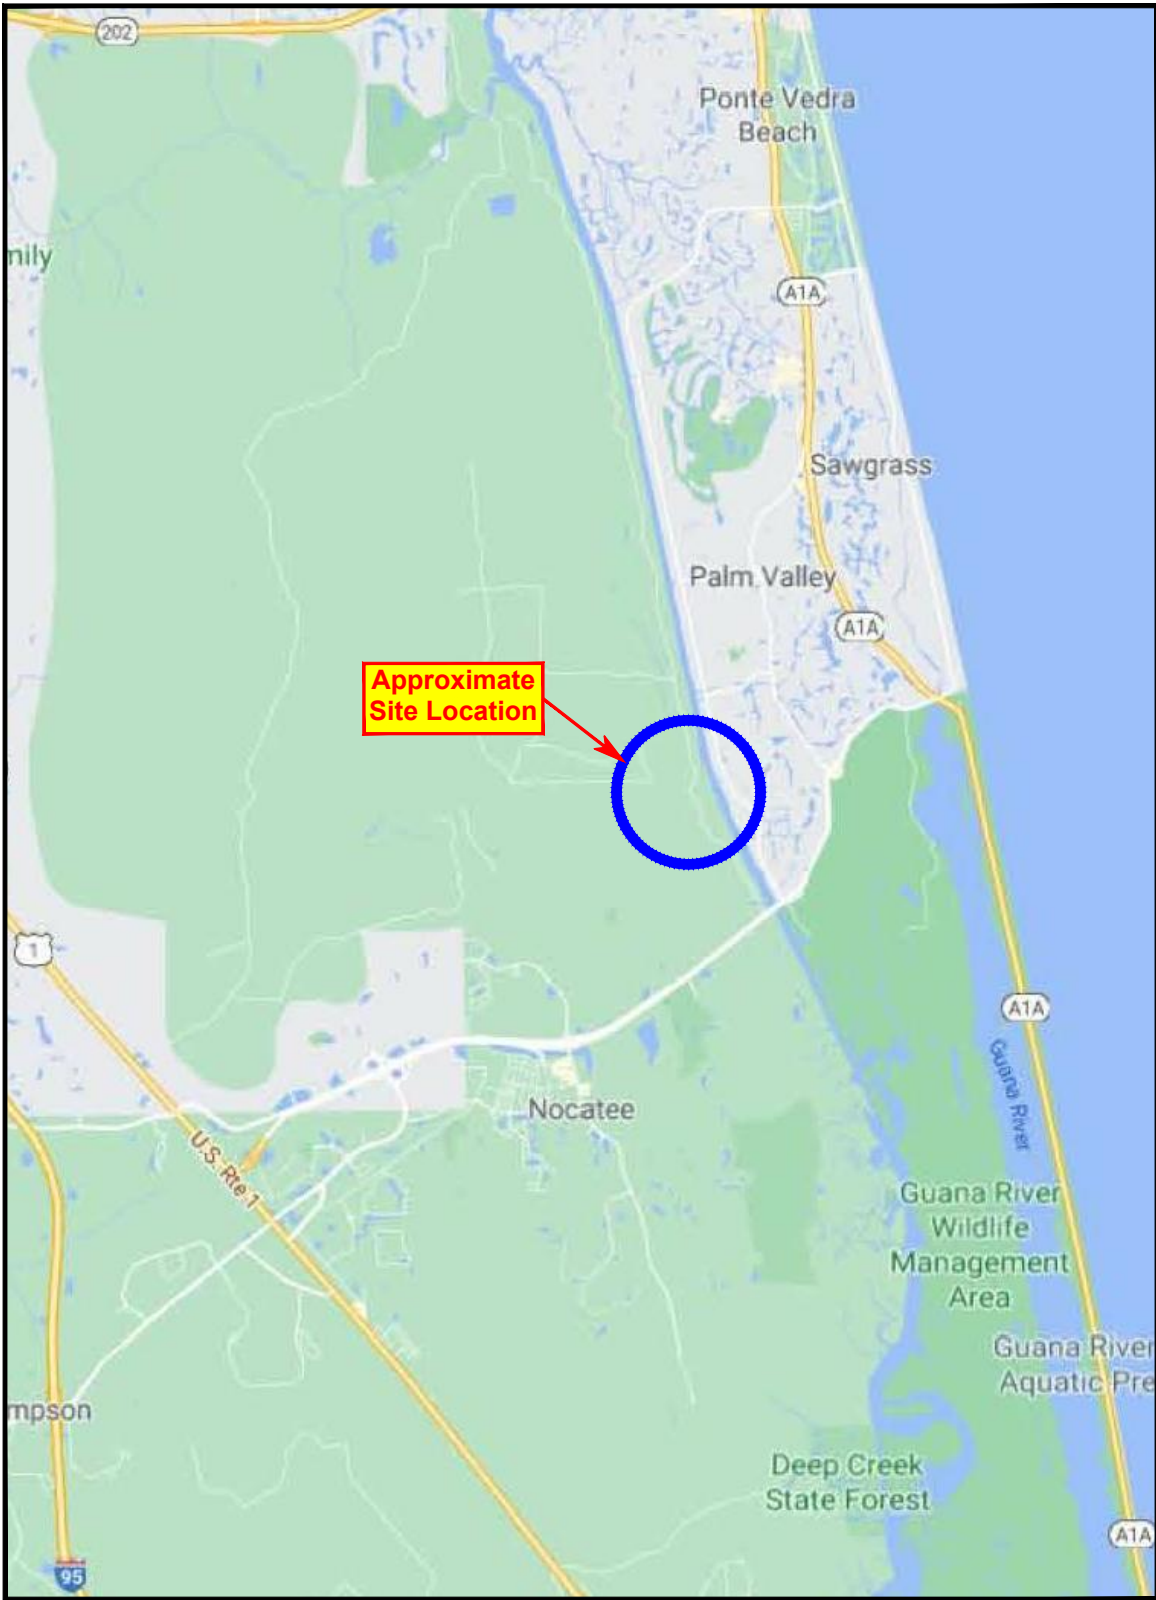 202
Ponte Vedra
Beach
mily
A1A
Sawgrass
Palm Valley
A1A
Approximate
Site Location
1
A1A
Guana River
Nocatee
U.S. Rte 1
Guana River
Wildlife
Management
Area
Guana River
Aquatic Pre
mpson
Deep Creek
State Forest
A1A
95